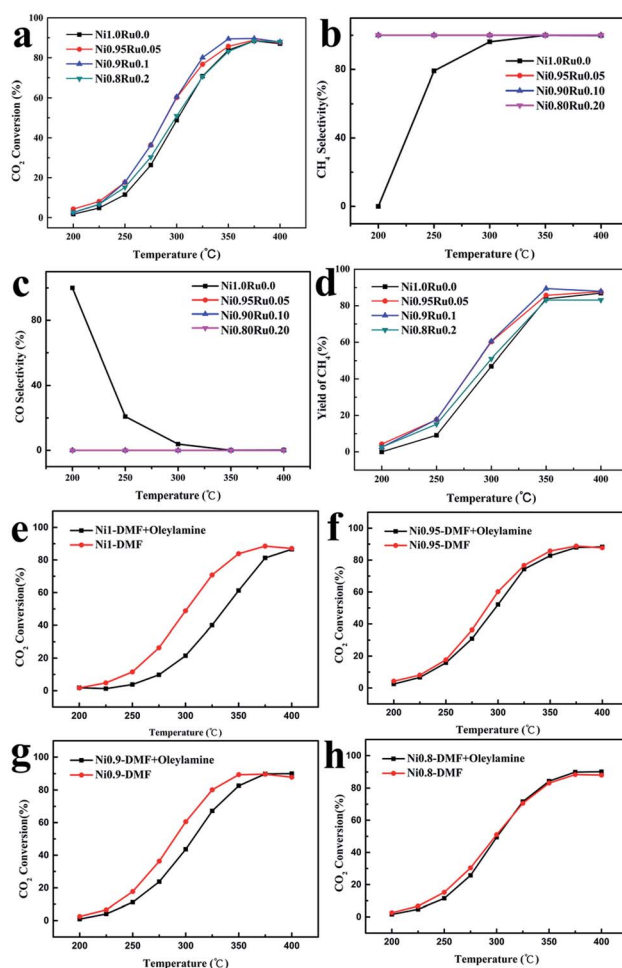 a
Ni1.0Ru0.0
Ni0.95Ru0.05
Ni0.9Ru0.1
Ni0.8Ru0.2
CO2 Conversion (%)
100
80
60
40
20
0
200 250 300 350 400
Temperature (℃)
b
Ni1.0Ru0.0
Ni0.95Ru0.05
Ni0.90Ru0.10
Ni0.80Ru0.20
CH4 Selectivity(%)
80
40
0
200 250 300 350 400
Temperature (℃)
c
Ni1.0Ru0.0
Ni0.95Ru0.05
Ni0.90Ru0.10
Ni0.80Ru0.20
CO Selectivity (%)
80
40
0
200 250 300 350 400
Temperature (℃)
d
Ni1.0Ru0.0
Ni0.95Ru0.05
Ni0.9Ru0.1
Ni0.8Ru0.2
Yield of CH4(%)
100
80
60
40
20
0
200 250 300 350 400
Temperature (℃)
e
Ni1-DMF+Oleylamine
Ni1-DMF
CO2 Conversion(%)
100
80
60
40
20
0
200 250 300 350 400
Temperature (℃)
f
Ni0.95-DMF+Oleylamine
Ni0.95-DMF
CO2 Conversion(%)
100
80
60
40
20
0
200 250 300 350 400
Temperature (℃)
g
Ni0.9-DMF+Oleylamine
Ni0.9-DMF
CO2 Conversion(%)
100
80
60
40
20
0
200 250 300 350 400
Temperature (℃)
h
Ni0.8-DMF+Oleylamine
Ni0.8-DMF
CO2 Conversion(%)
100
80
60
40
20
0
200 250 300 350 400
Temperature (℃)